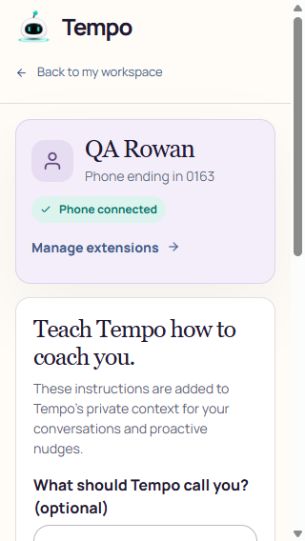 Tempo
← Back to my workspace
QA Rowan
Phone ending in 0163
✓ Phone connected
Manage extensions →
Teach Tempo how to
coach you.
These instructions are added to
Tempo's private context for your
conversations and proactive
nudges.
What should Tempo call you?
(optional)